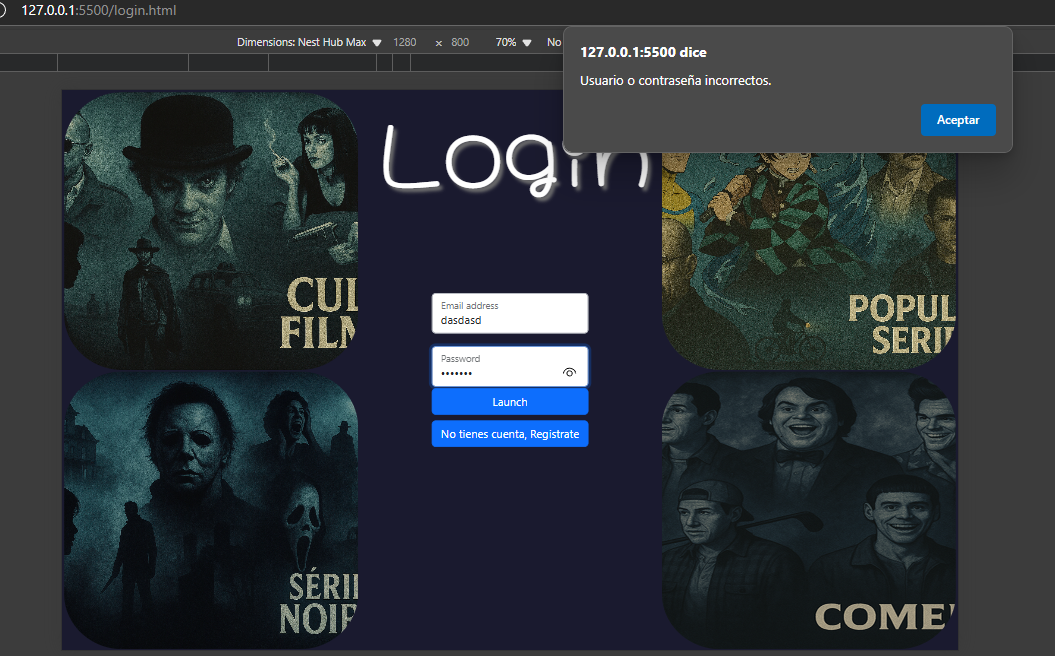 127.0.0.1:5500/login.html
Dimensions: Nest Hub Max 1280 x 800 70% No
127.0.0.1:5500 dice
Usuario o contraseña incorrectos.
Aceptar
Login
CUL
FILM
POPUL
SERI
Email address
dasdasd
Password
•••••••
Launch
No tienes cuenta, Registrate
SÉRIE
NOIR
COME